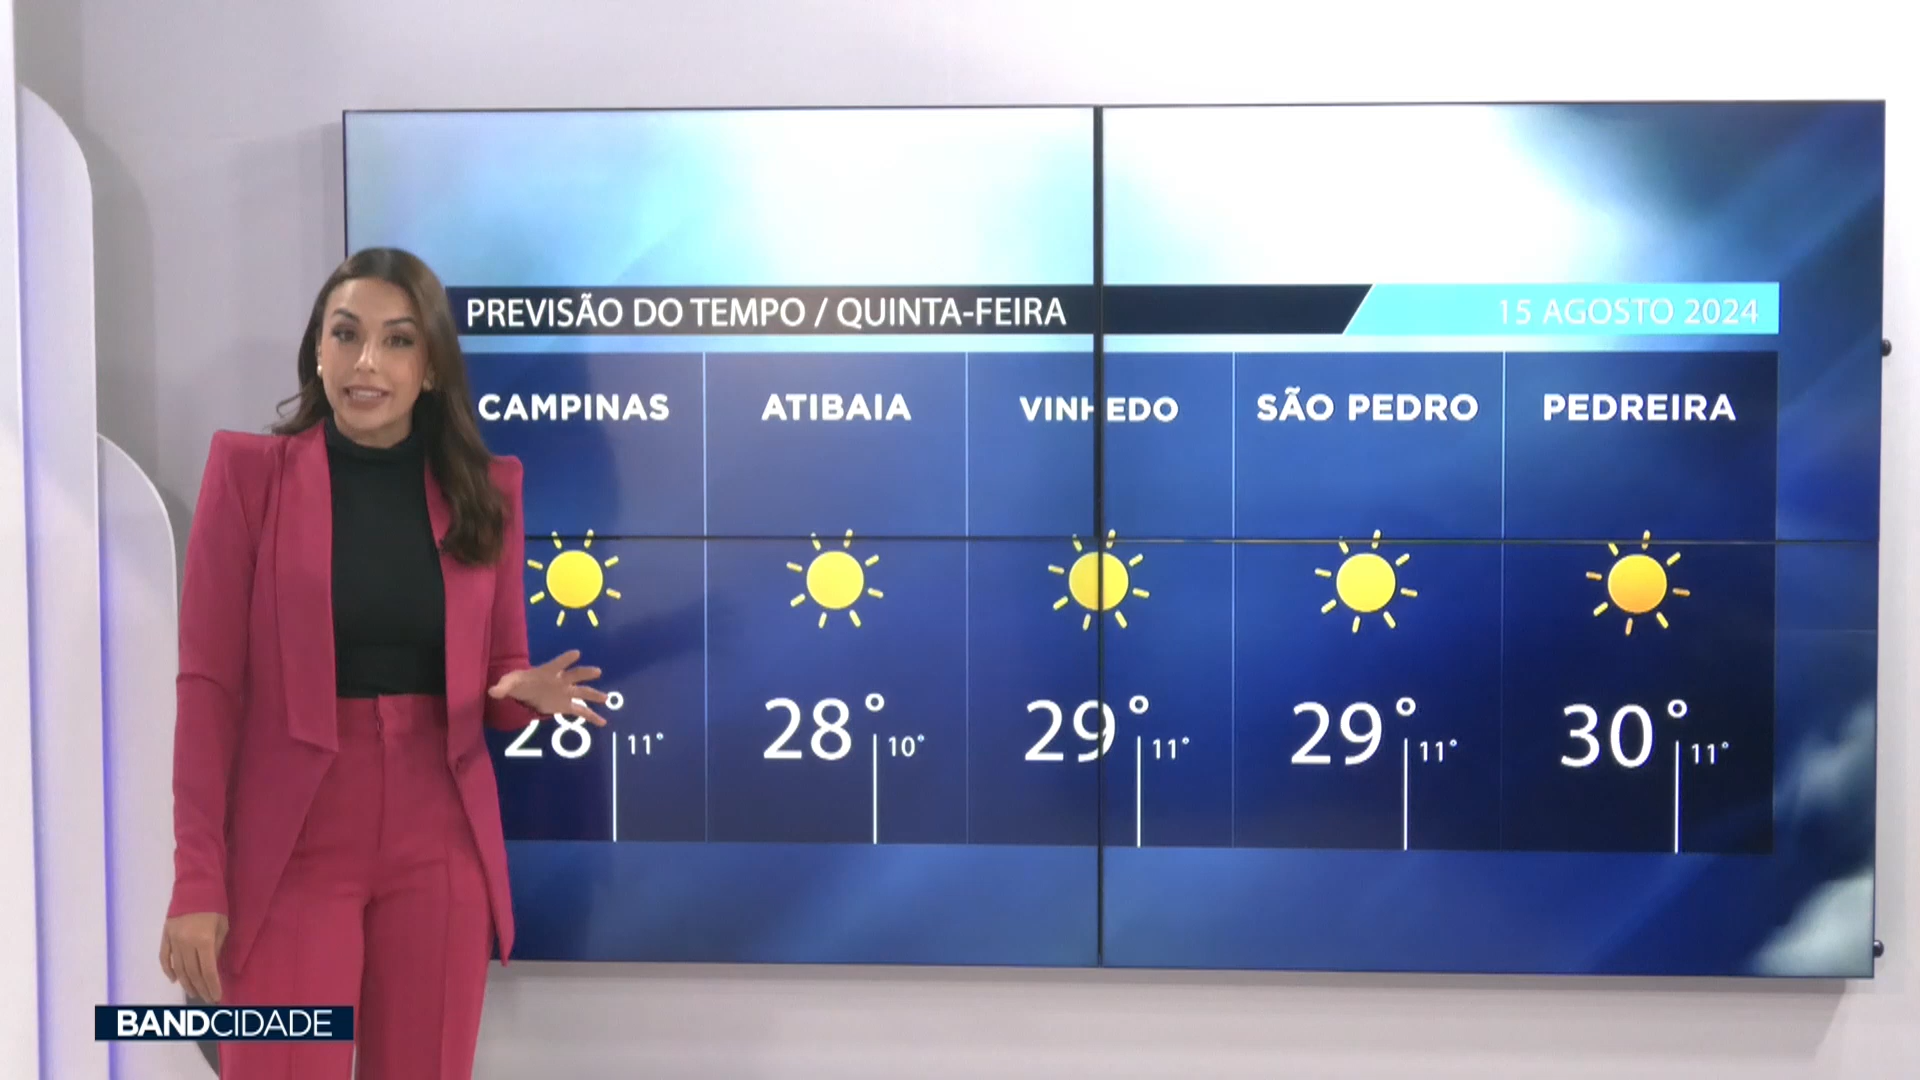 PREVISÃO DO TEMPO / QUINTA-FEIRA
15 AGOSTO 2024
CAMPINAS
ATIBAIA
VINHEDO
SÃO PEDRO
PEDREIRA
28° 11°
28° 10°
29° 11°
29° 11°
30° 11°
BANDCIDADE